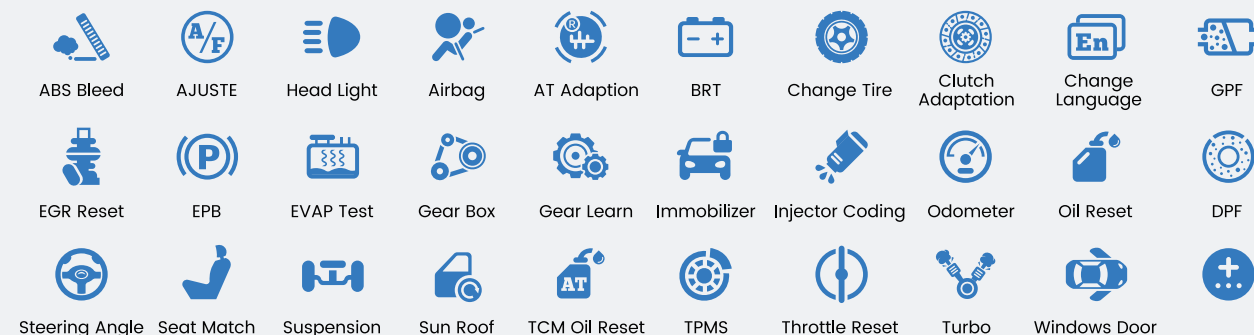 A/F
R
En
ABS Bleed AJUSTE Head Light Airbag AT Adaption BRT Change Tire Clutch Adaptation Change Language GPF
P
EGR Reset EPB EVAP Test Gear Box Gear Learn Immobilizer Injector Coding Odometer Oil Reset DPF
AT
Steering Angle Seat Match Suspension Sun Roof TCM Oil Reset TPMS Throttle Reset Turbo Windows Door